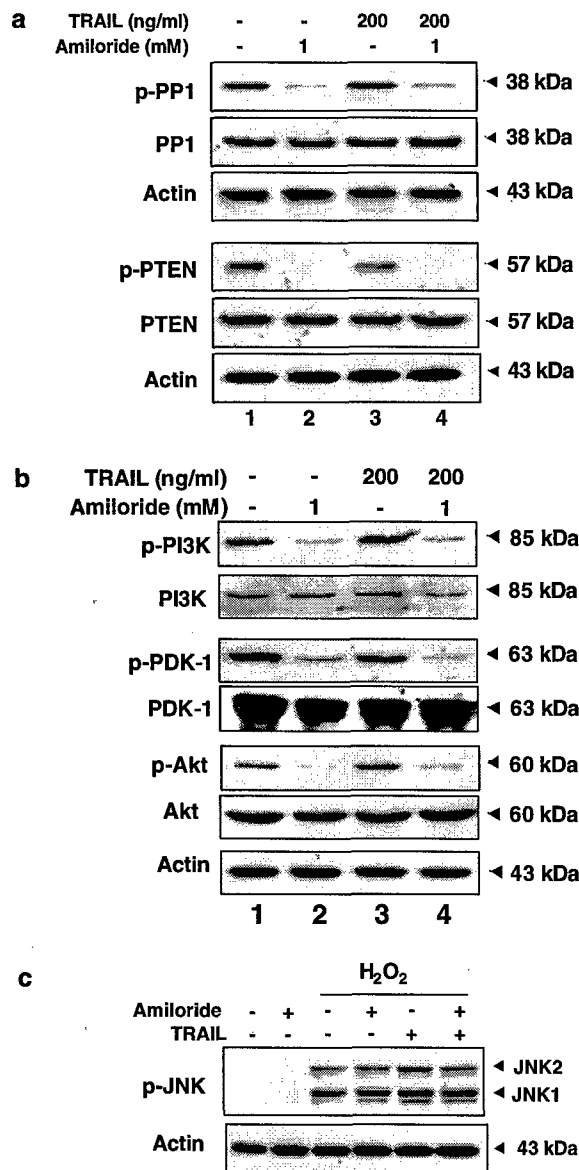 a
TRAIL (ng/ml) - - 200 200
Amiloride (mM) - 1 - 1
p-PP1 ◄ 38 kDa
PP1 ◄ 38 kDa
Actin ◄ 43 kDa
p-PTEN ◄ 57 kDa
PTEN ◄ 57 kDa
Actin ◄ 43 kDa
1 2 3 4
b
TRAIL (ng/ml) - - 200 200
Amiloride (mM) - 1 - 1
p-PI3K ◄ 85 kDa
PI3K ◄ 85 kDa
p-PDK-1 ◄ 63 kDa
PDK-1 ◄ 63 kDa
p-Akt ◄ 60 kDa
Akt ◄ 60 kDa
Actin ◄ 43 kDa
1 2 3 4
c
H₂O₂
Amiloride - + - + - +
TRAIL - - - - + +
p-JNK ◄ JNK2
◄ JNK1
Actin ◄ 43 kDa